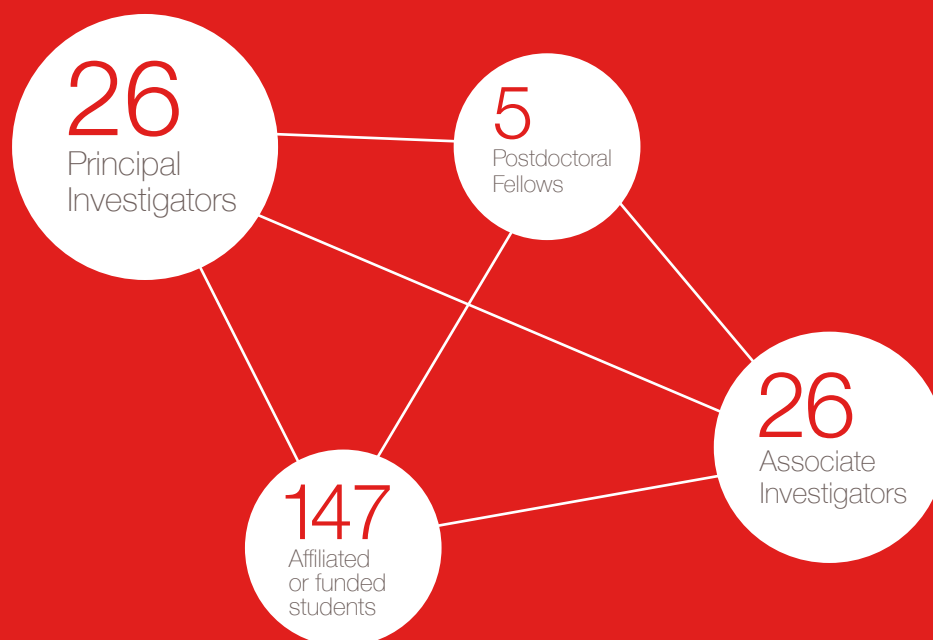 26
Principal
Investigators
5
Postdoctoral
Fellows
26
Associate
Investigators
147
Affiliated
or funded
students